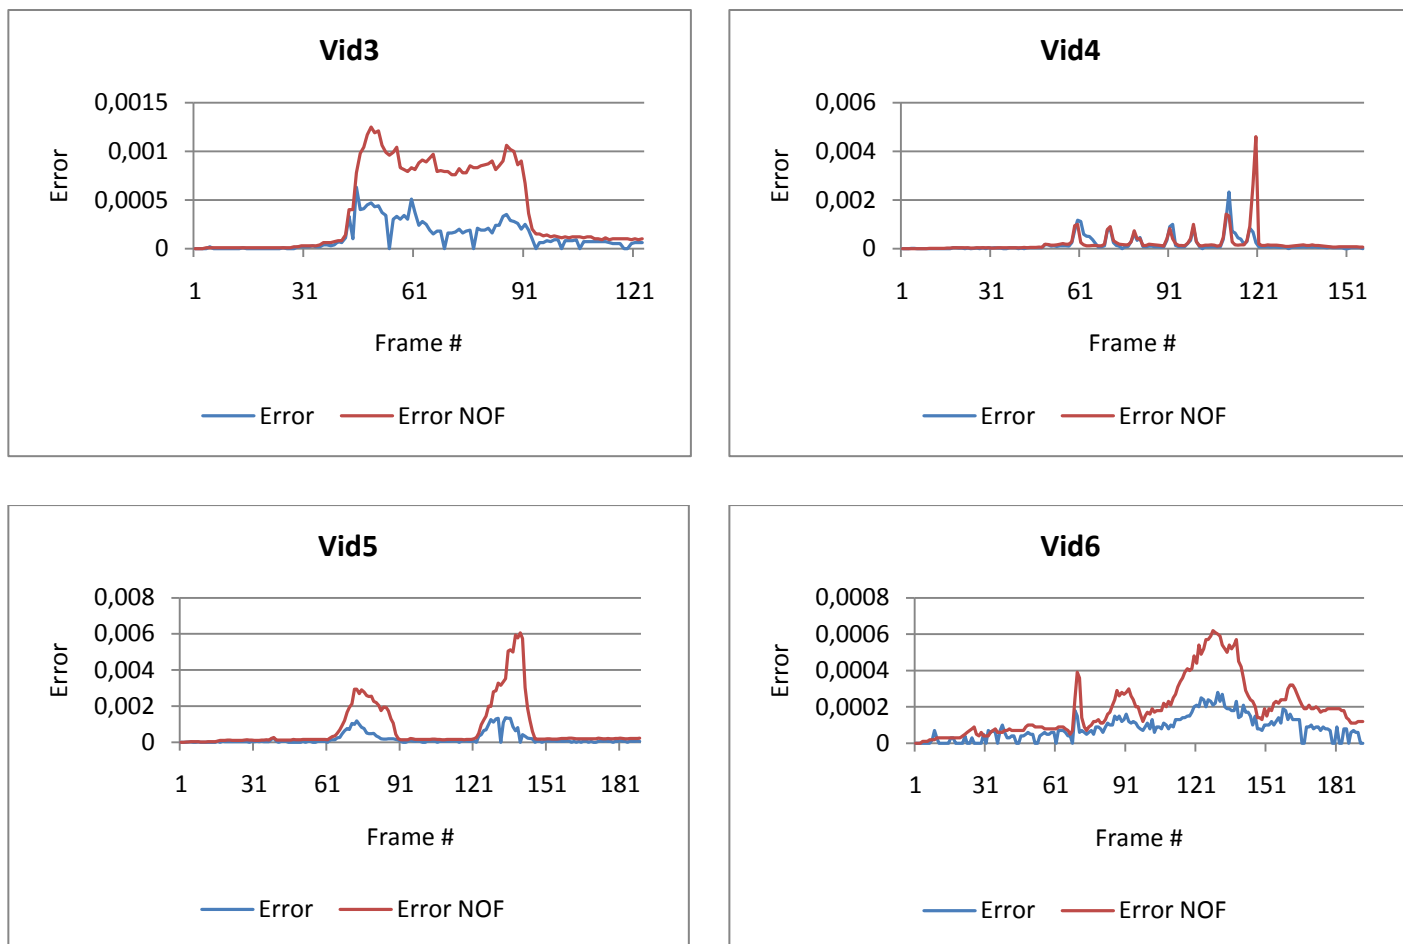 Vid3
0,0015
0,001
0,0005
0
Error
1 31 61 91 121
Frame #
Error Error NOF
Vid4
0,006
0,004
0,002
0
Error
1 31 61 91 121 151
Frame #
Error Error NOF
Vid5
0,008
0,006
0,004
0,002
0
Error
1 31 61 91 121 151 181
Frame #
Error Error NOF
Vid6
0,0008
0,0006
0,0004
0,0002
0
Error
1 31 61 91 121 151 181
Frame #
Error Error NOF